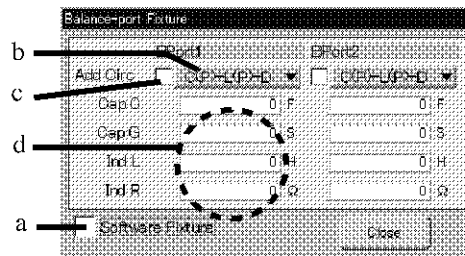 Balance-port Fixture
BPort1 BPort2
b
Add Circ C(P)-L(P)-D C(P)-L(P)-D
c
Cap C 0 F 0 F
Cap G 0 S 0 S
d
Ind L 0 H 0 H
Ind R 0 Ω 0 Ω
a Software Fixture Close